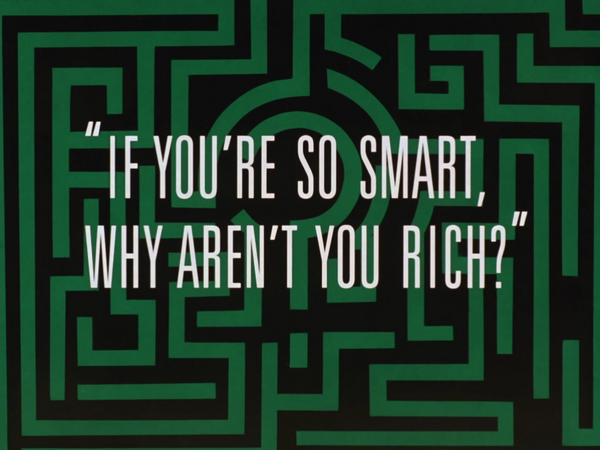 "IF YOU'RE SO SMART,
WHY AREN'T YOU RICH?"